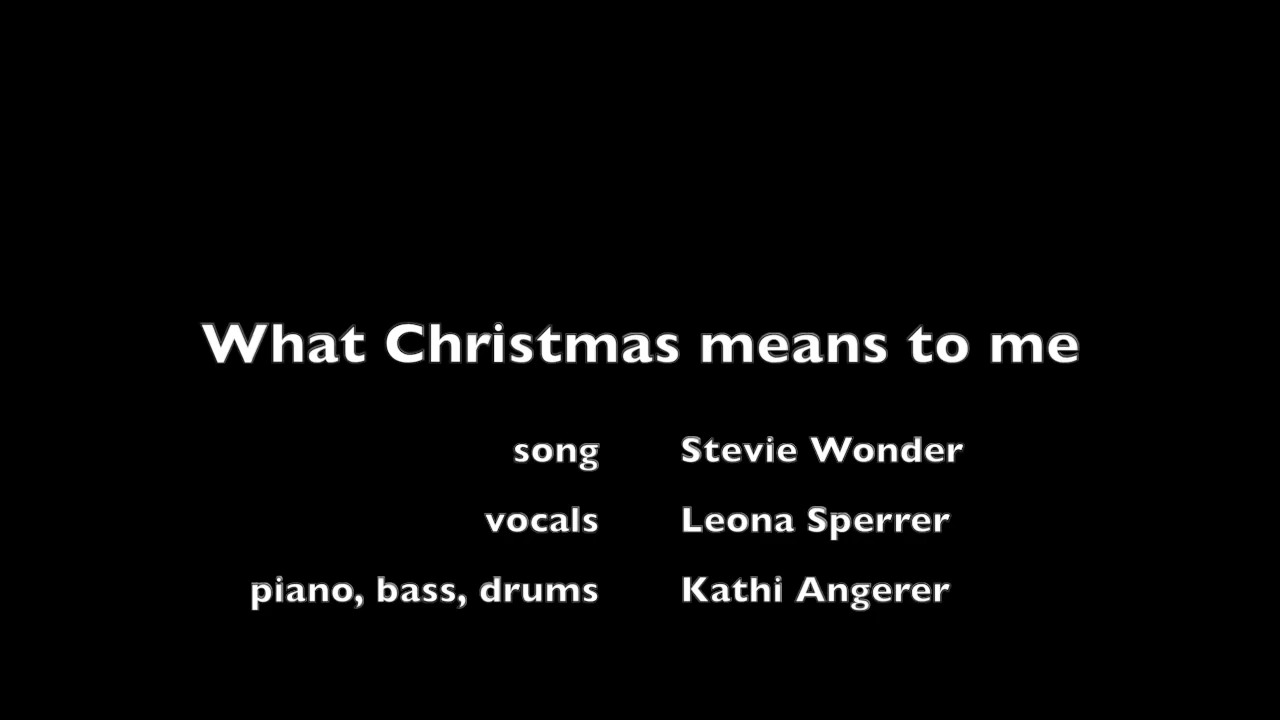 What Christmas means to me
song Stevie Wonder
vocals Leona Sperrer
piano, bass, drums Kathi Angerer